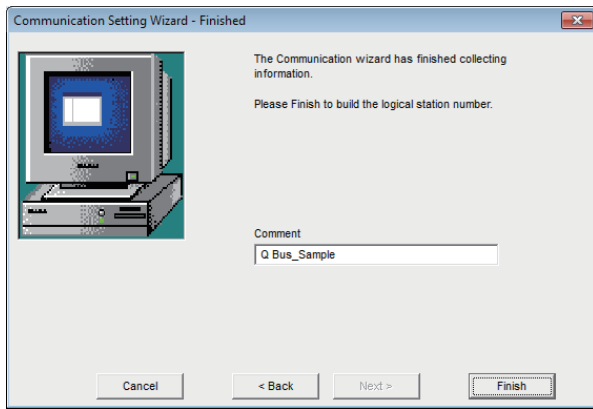 Communication Setting Wizard - Finished
The Communication wizard has finished collecting
information.
Please Finish to build the logical station number.
Comment
Q Bus_Sample
Cancel
< Back
Next >
Finish